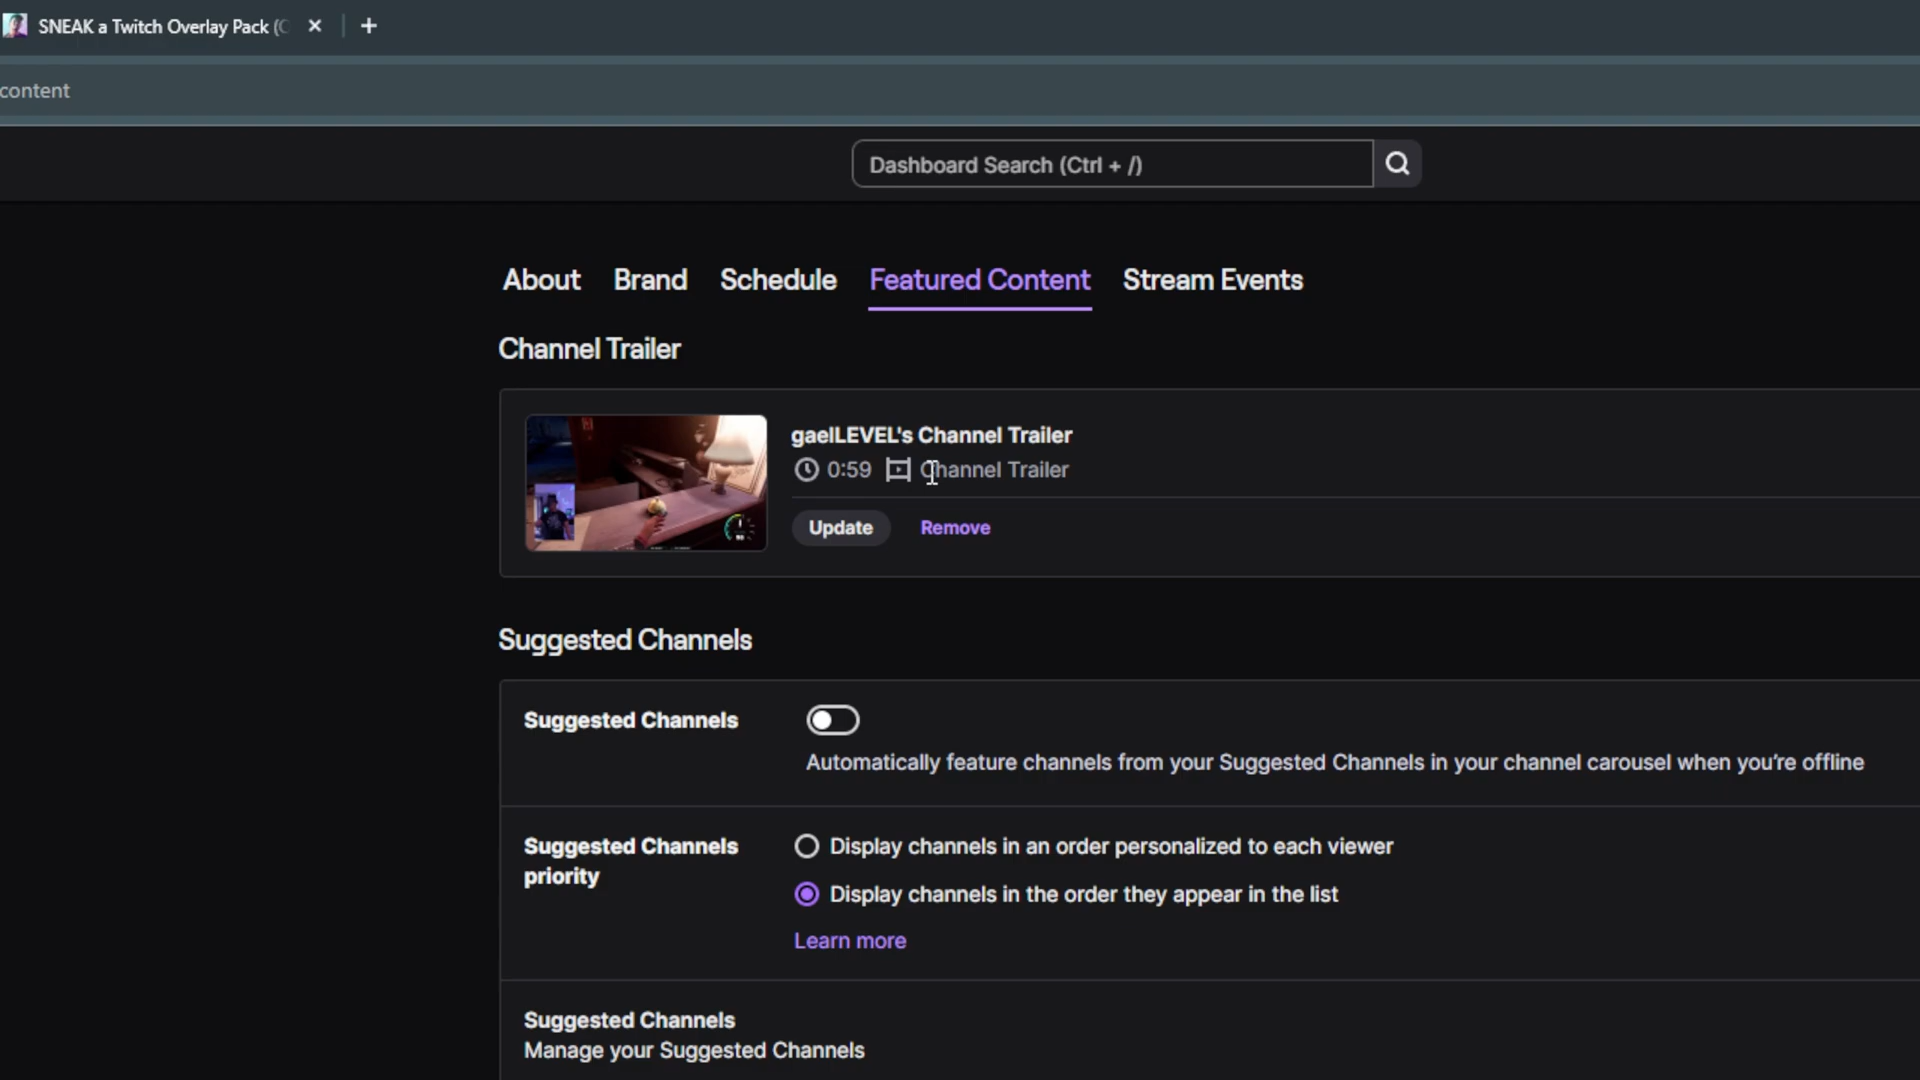 SNEAK a Twitch Overlay Pack (
content
Dashboard Search (Ctrl + /)
About Brand Schedule Featured Content Stream Events
Channel Trailer
gaelLEVEL's Channel Trailer
0:59 Channel Trailer
Update Remove
Suggested Channels
Suggested Channels
Automatically feature channels from your Suggested Channels in your channel carousel when you're offline
Suggested Channels
priority
Display channels in an order personalized to each viewer
Display channels in the order they appear in the list
Learn more
Suggested Channels
Manage your Suggested Channels